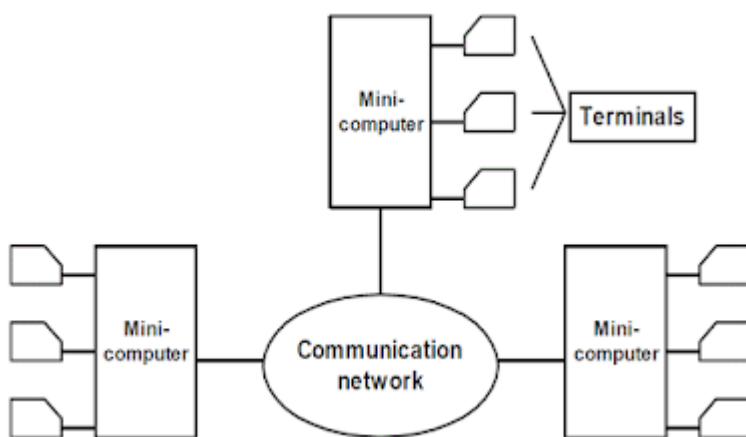 Mini-
computer
Terminals
Mini-
computer
Communication
network
Mini-
computer